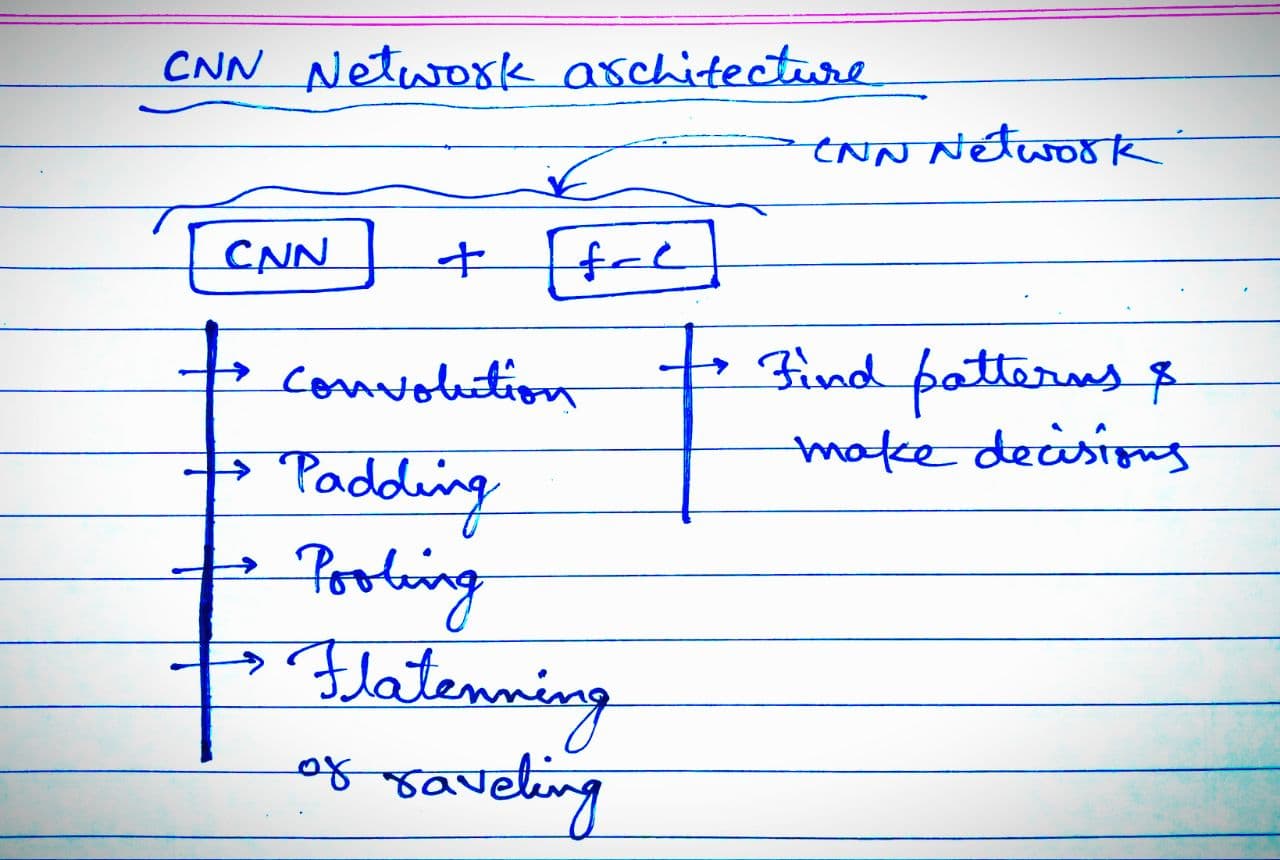 CNN Network architecture
CNN Network
CNN + f-c
→ Convolution
→ Padding
→ Pooling
→ Flatenning
or raveling
→ Find patterns &
make decisions